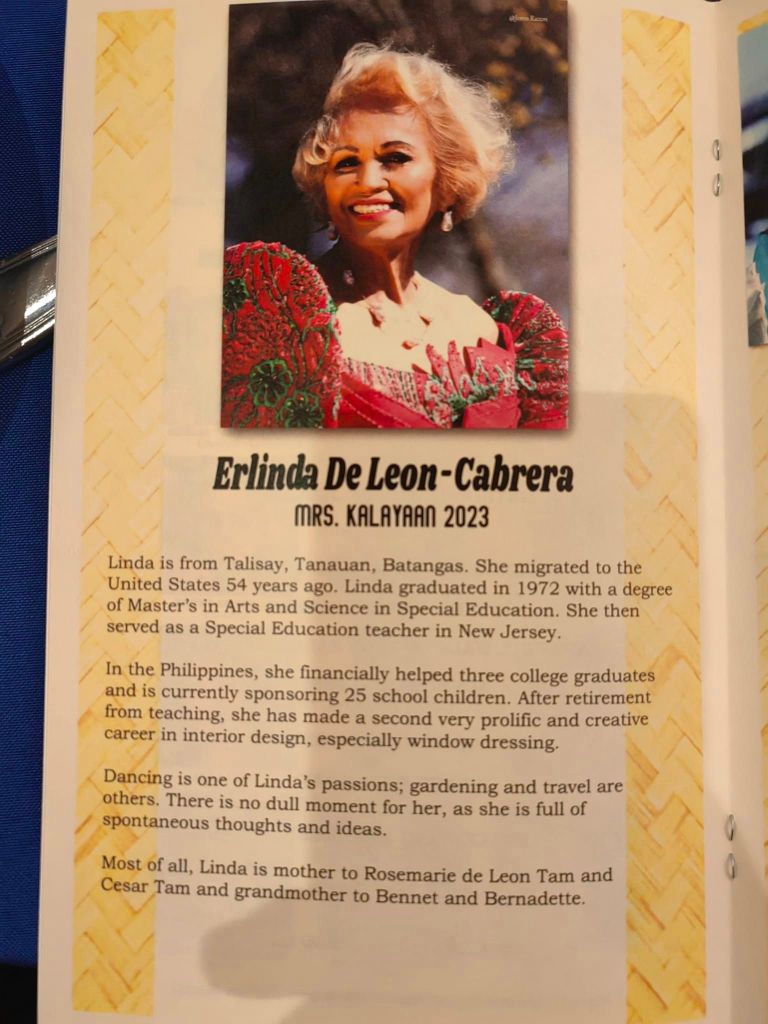 @Jonn Razon
Erlinda De Leon-Cabrera
MRS. KALAYAAN 2023
Linda is from Talisay, Tanauan, Batangas. She migrated to the
United States 54 years ago. Linda graduated in 1972 with a degree
of Master's in Arts and Science in Special Education. She then
served as a Special Education teacher in New Jersey.
In the Philippines, she financially helped three college graduates
and is currently sponsoring 25 school children. After retirement
from teaching, she has made a second very prolific and creative
career in interior design, especially window dressing.
Dancing is one of Linda's passions; gardening and travel are
others. There is no dull moment for her, as she is full of
spontaneous thoughts and ideas.
Most of all, Linda is mother to Rosemarie de Leon Tam and
Cesar Tam and grandmother to Bennet and Bernadette.